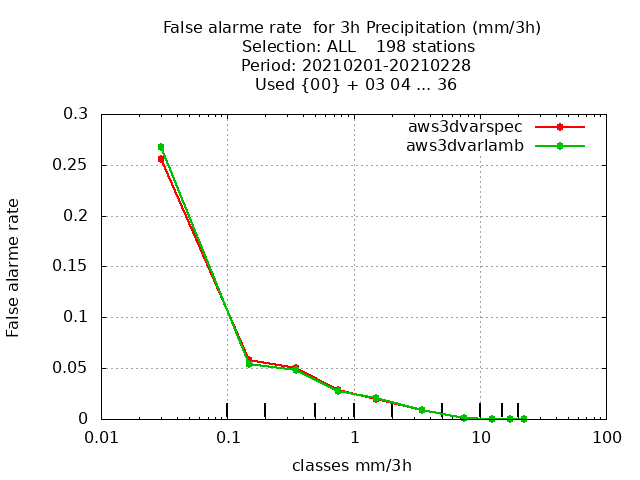 False alarme rate  for 3h Precipitation (mm/3h)
Selection: ALL    198 stations
Period: 20210201-20210228
Used {00} + 03 04 ... 36
0.3
0.25
0.2
0.15
0.1
0.05
0
False alarme rate
aws3dvarspec
aws3dvarlamb
0.01 0.1 1 10 100
classes mm/3h